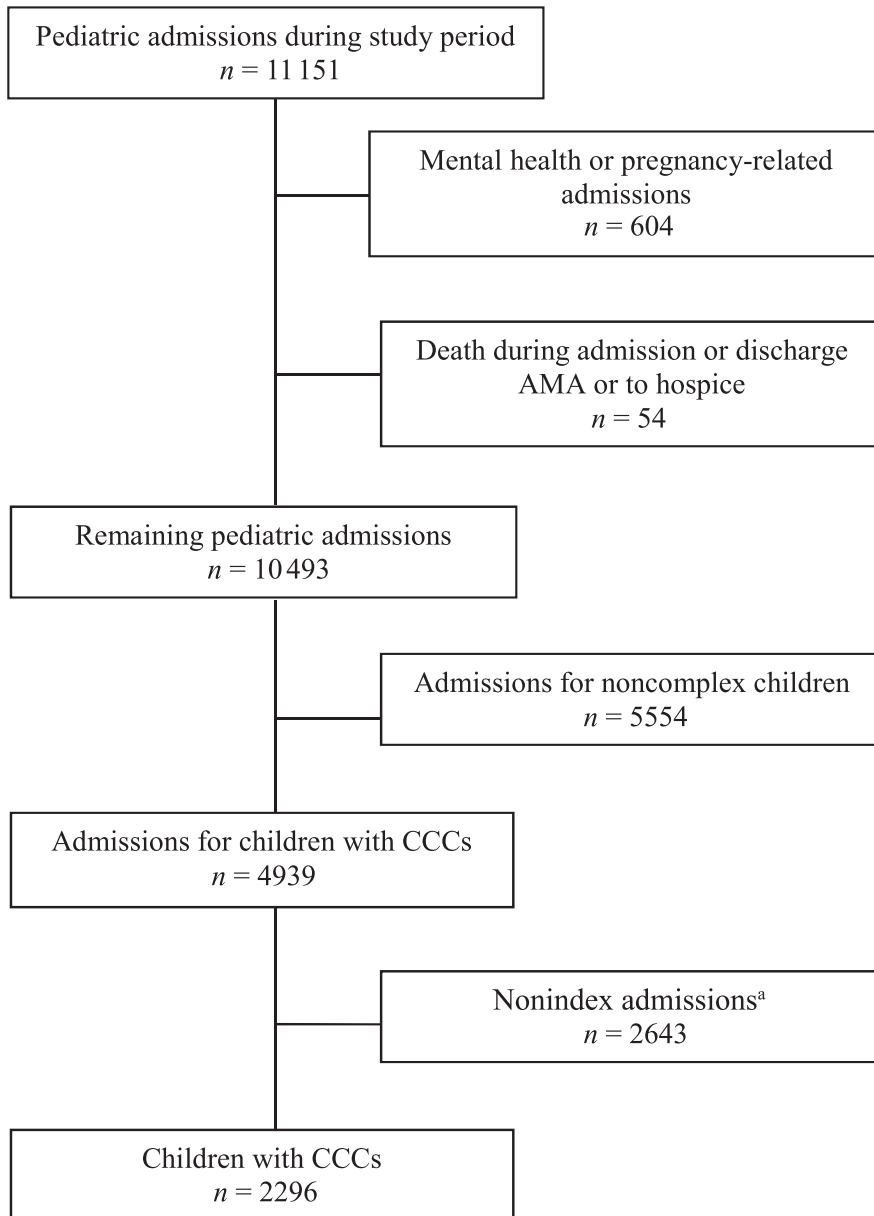 Pediatric admissions during study period
n = 11 151
Mental health or pregnancy-related
admissions
n = 604
Death during admission or discharge
AMA or to hospice
n = 54
Remaining pediatric admissions
n = 10 493
Admissions for noncomplex children
n = 5554
Admissions for children with CCCs
n = 4939
Nonindex admissionsᵃ
n = 2643
Children with CCCs
n = 2296